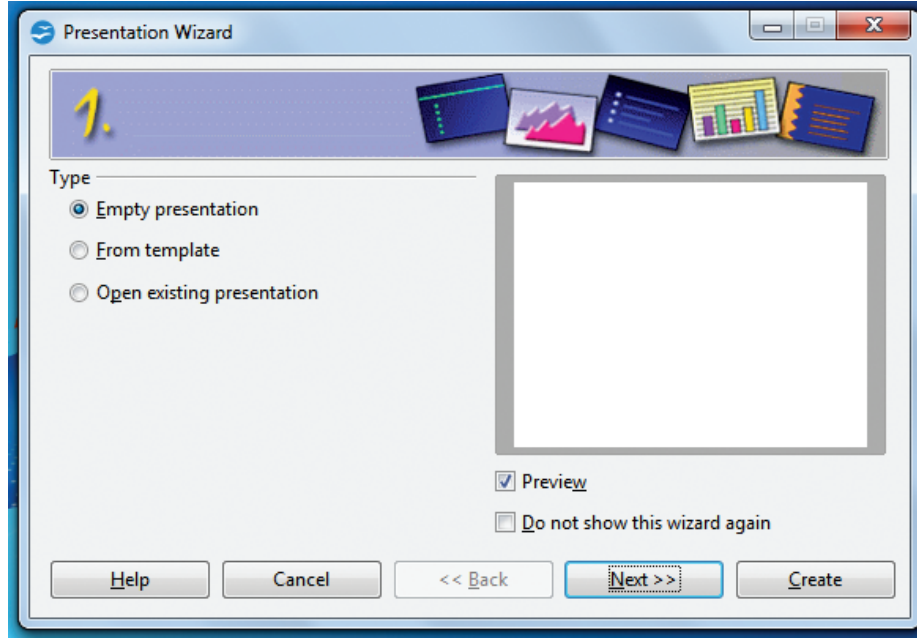 Presentation Wizard
1.
Type
Empty presentation
From template
Open existing presentation
Preview
Do not show this wizard again
Help
Cancel
<< Back
Next >>
Create